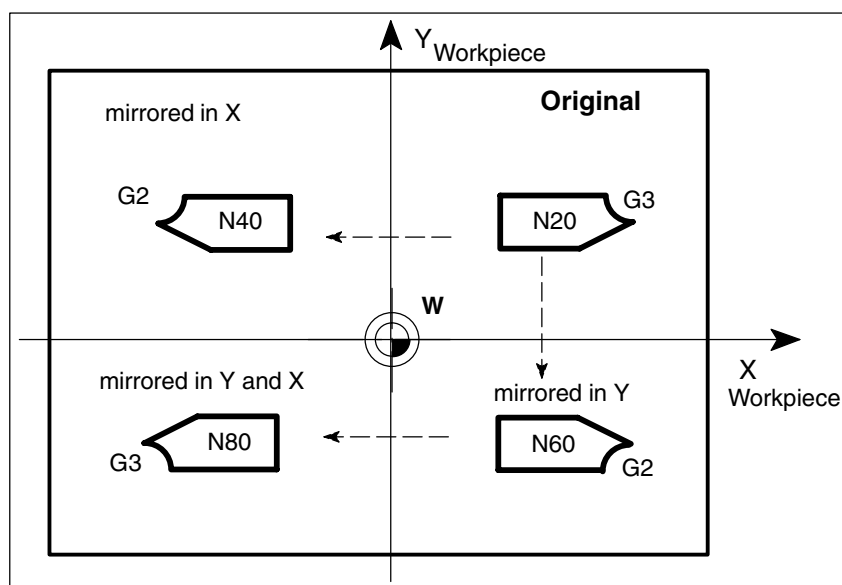 Y
Workpiece
mirrored in X
Original
G2
N40
N20
G3
W
mirrored in Y and X
mirrored in Y
X
Workpiece
N80
G3
N60
G2